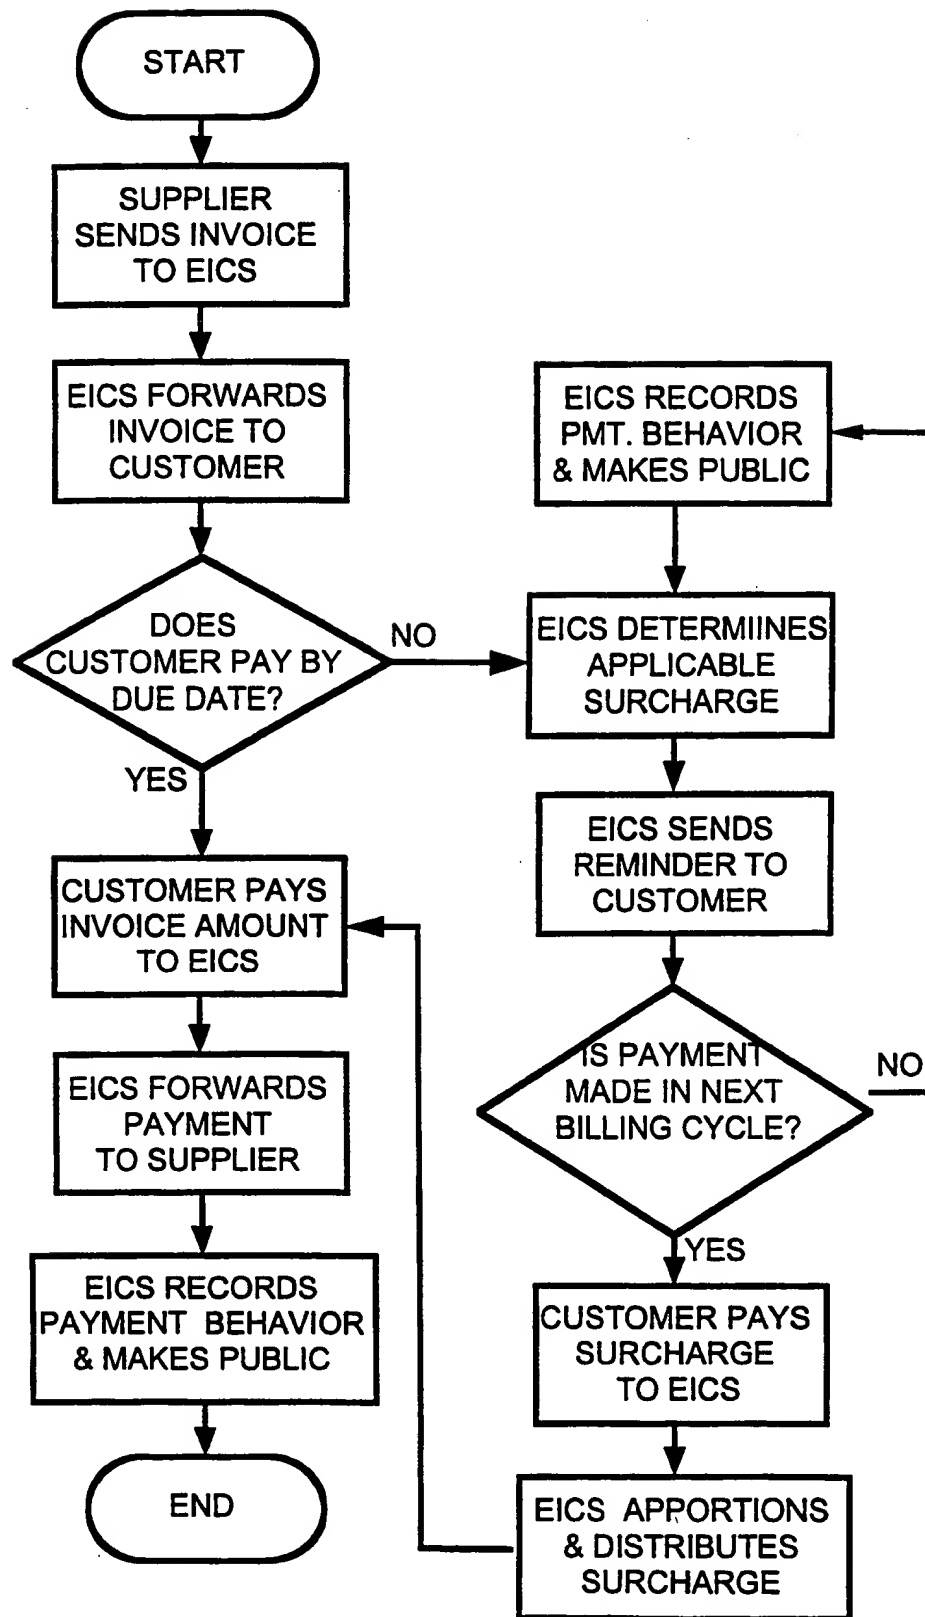 START
SUPPLIER
SENDS INVOICE
TO EICS
EICS FORWARDS
INVOICE TO
CUSTOMER
DOES
CUSTOMER PAY BY
DUE DATE?
NO
YES
CUSTOMER PAYS
INVOICE AMOUNT
TO EICS
EICS FORWARDS
PAYMENT
TO SUPPLIER
EICS RECORDS
PAYMENT BEHAVIOR
& MAKES PUBLIC
END
EICS RECORDS
PMT. BEHAVIOR
& MAKES PUBLIC
EICS DETERMIINES
APPLICABLE
SURCHARGE
EICS SENDS
REMINDER TO
CUSTOMER
IS PAYMENT
MADE IN NEXT
BILLING CYCLE?
NO
YES
CUSTOMER PAYS
SURCHARGE
TO EICS
EICS APPORTIONS
& DISTRIBUTES
SURCHARGE